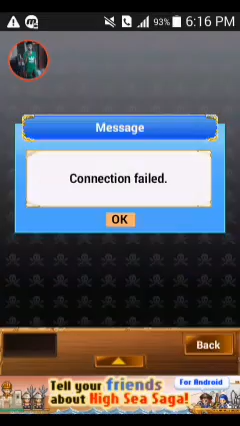 93% 6:16 PM
Message
Connection failed.
OK
Back
Tell your friends
For Android
about High Sea Saga!